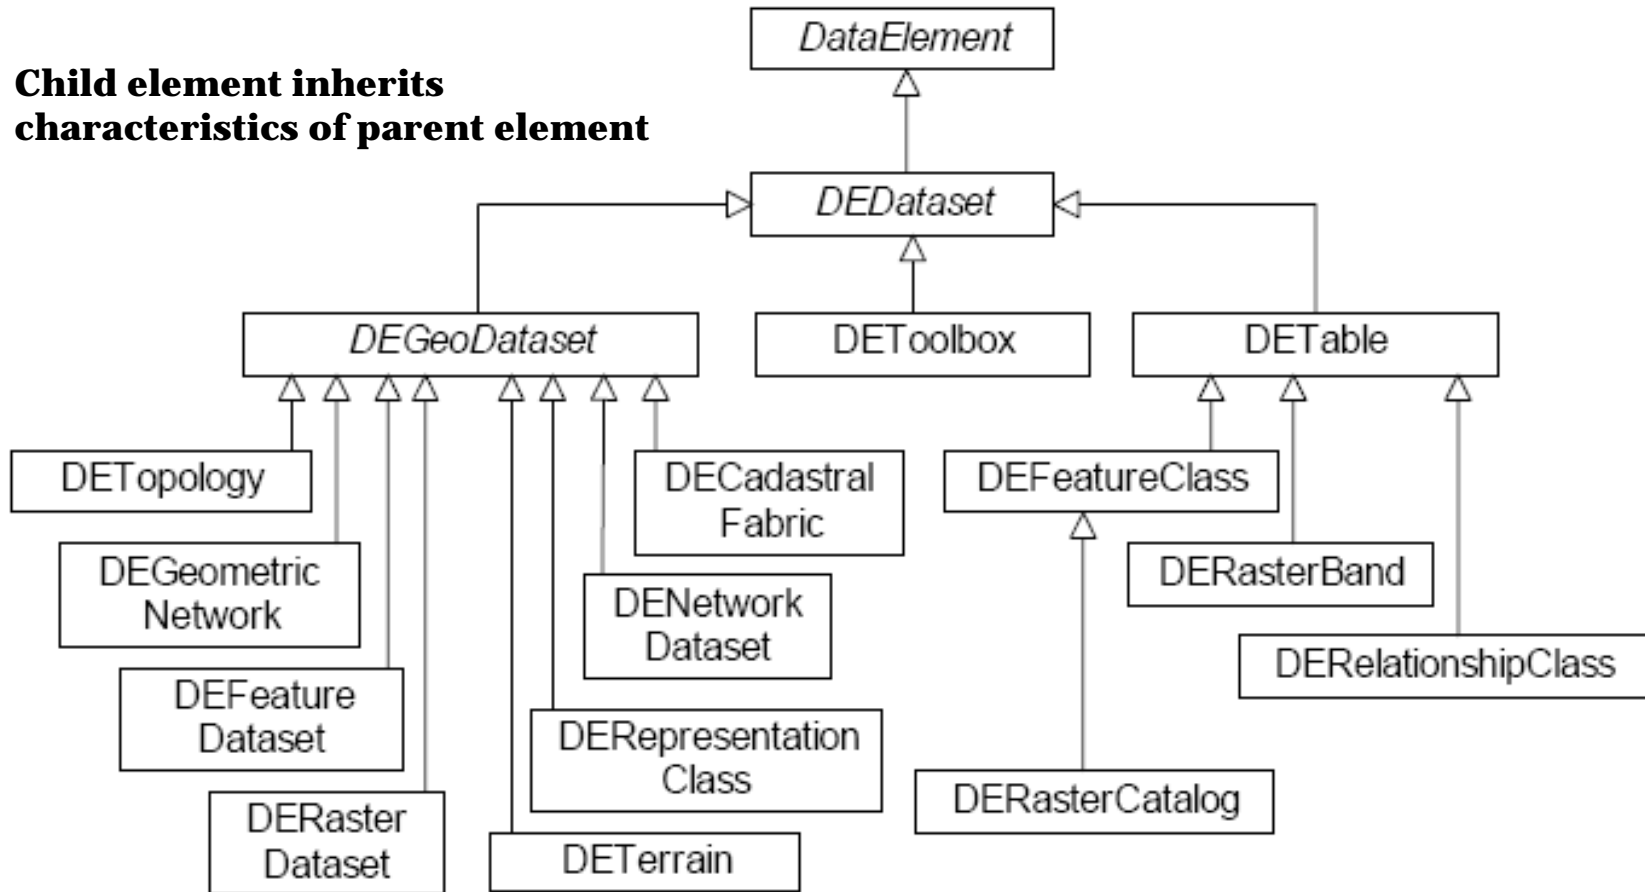 DataElement
Child element inherits
characteristics of parent element
DEDataset
DEGeoDataset
DEToolbox
DETable
DETopology
DECadastral
Fabric
DEFeatureClass
DEGeometric
Network
DENetwork
Dataset
DERasterBand
DERelationshipClass
DEFeature
Dataset
DERepresentation
Class
DERasterCatalog
DERaster
Dataset
DETerrain